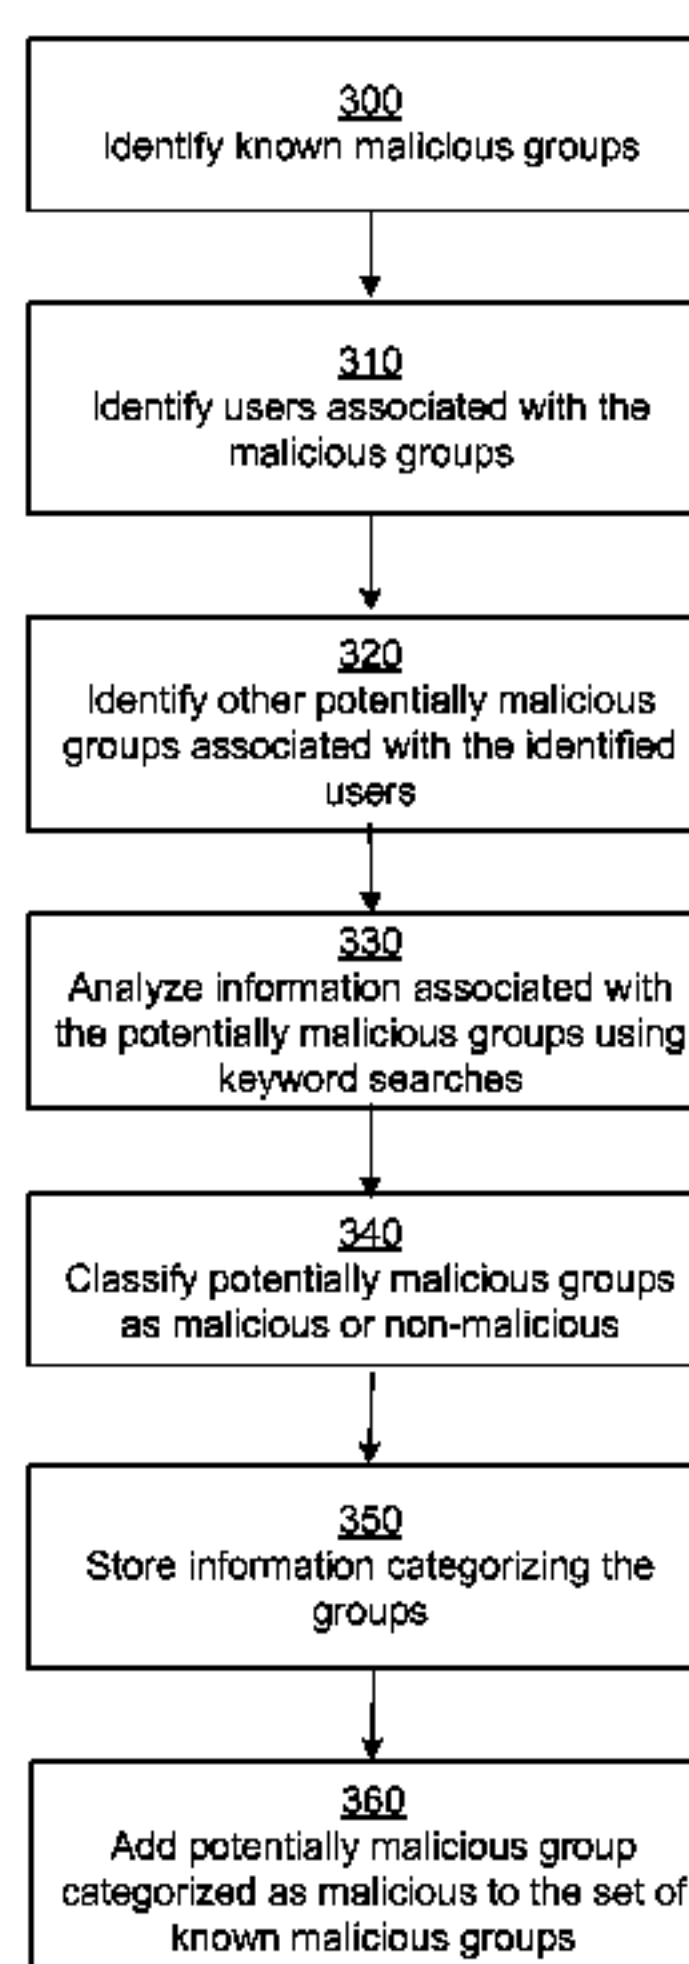 300
Identify known malicious groups
310
Identify users associated with the
malicious groups
320
Identify other potentially malicious
groups associated with the identified
users
330
Analyze information associated with
the potentially malicious groups using
keyword searches
340
Classify potentially malicious groups
as malicious or non-malicious
350
Store information categorizing the
groups
360
Add potentially malicious group
categorized as malicious to the set of
known malicious groups